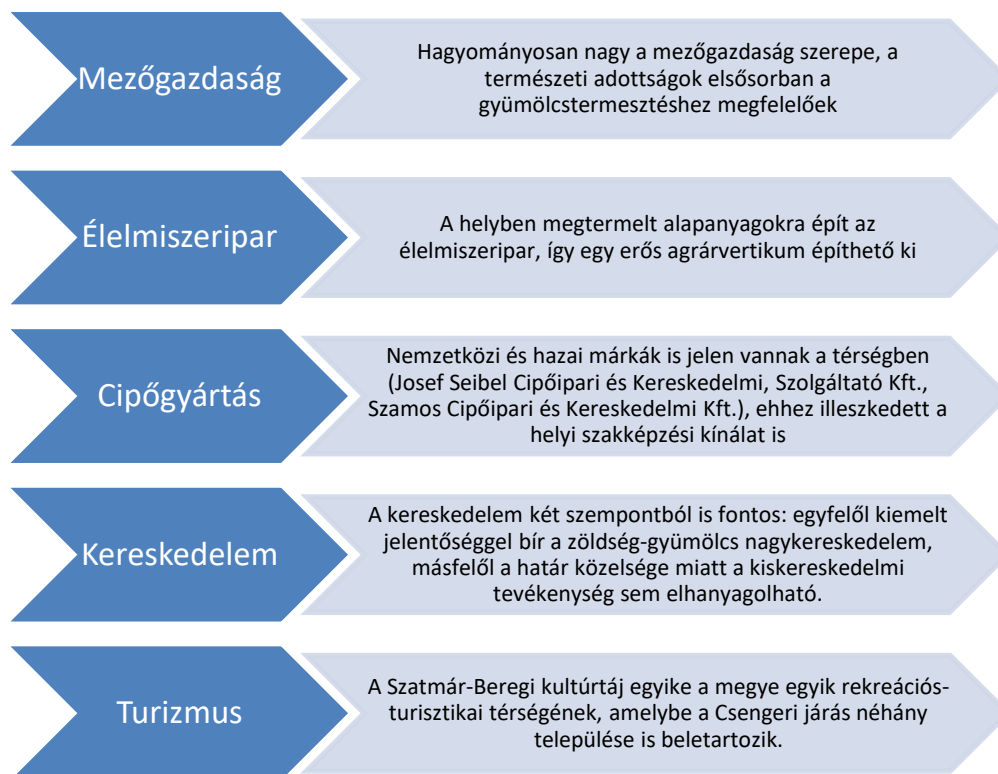 Mezőgazdaság
Hagyományosan nagy a mezőgazdaság szerepe, a
természeti adottságok elsősorban a
gyümölcstermesztéshez megfelelőek
Élelmiszeripar
A helyben megtermelt alapanyagokra épít az
élelmiszeripar, így egy erős agrárvertikum építhető ki
Cipőgyártás
Nemzetközi és hazai márkák is jelen vannak a térségben
(Josef Seibel Cipőipari és Kereskedelmi, Szolgáltató Kft.,
Szamos Cipőipari és Kereskedelmi Kft.), ehhez illeszkedett a
helyi szakképzési kínálat is
Kereskedelem
A kereskedelem két szempontból is fontos: egyfelől kiemelt
jelentőséggel bír a zöldség-gyümölcs nagykereskedelem,
másfelől a határ közelsége miatt a kiskereskedelmi
tevékenység sem elhanyagolható.
Turizmus
A Szatmár-Beregi kultúrtáj egyike a megye egyik rekreációs-
turisztikai térségének, amelybe a Csengeri járás néhány
települése is beletartozik.